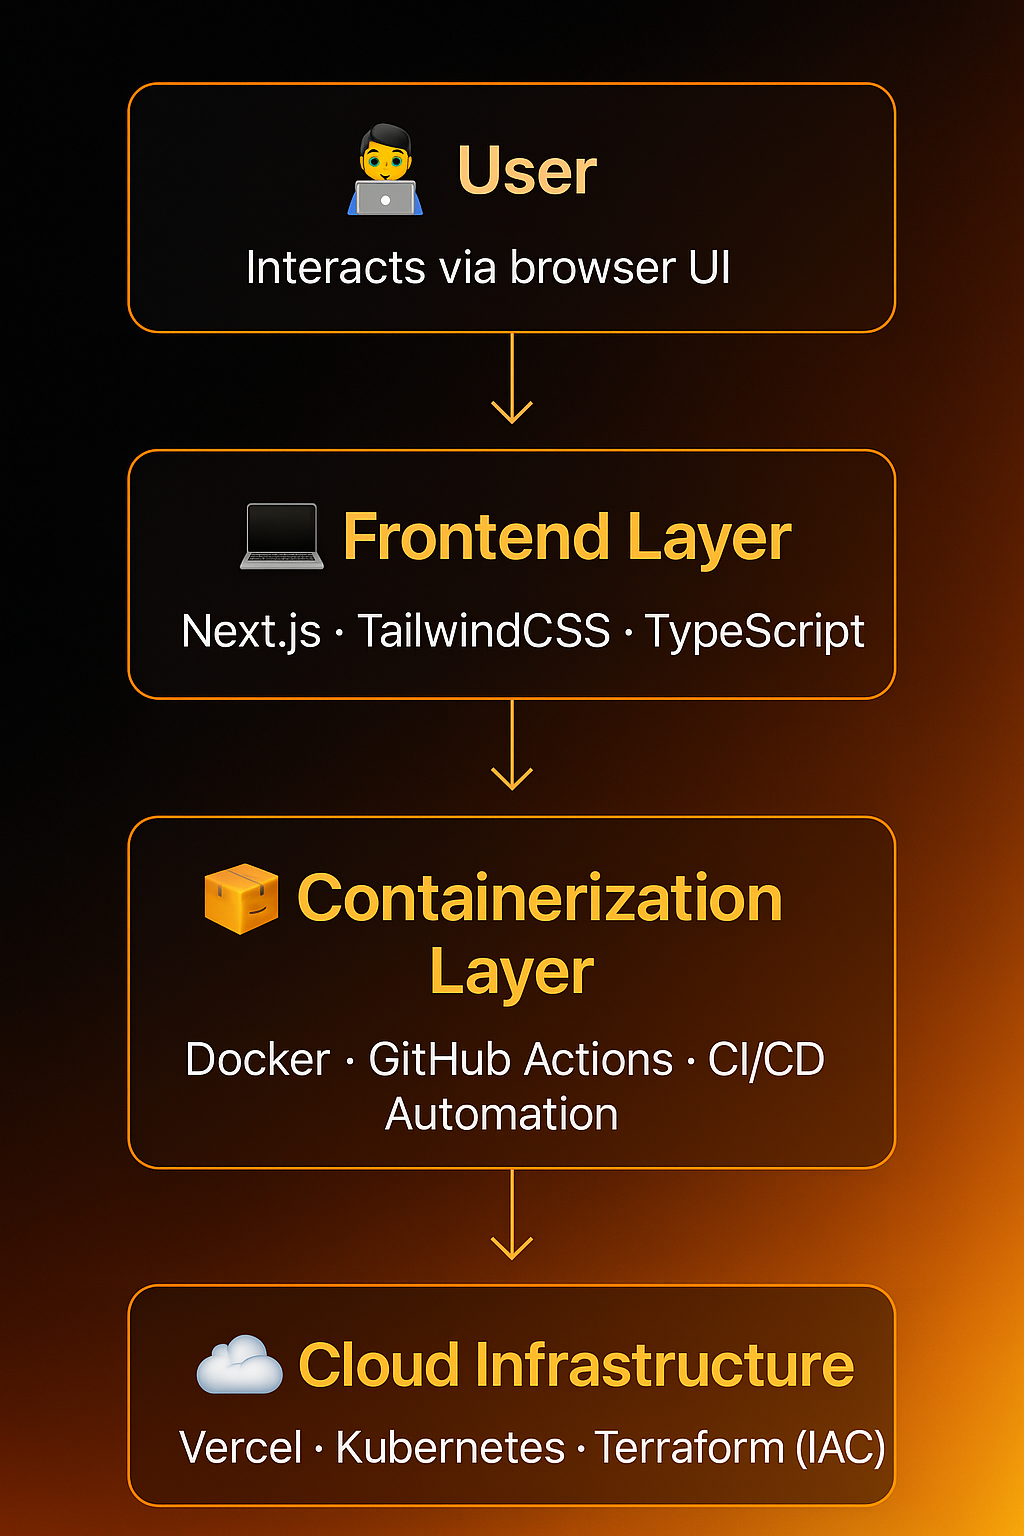 User
Interacts via browser UI
Frontend Layer
Next.js · TailwindCSS · TypeScript
Containerization
Layer
Docker · GitHub Actions · CI/CD
Automation
Cloud Infrastructure
Vercel · Kubernetes · Terraform (IAC)